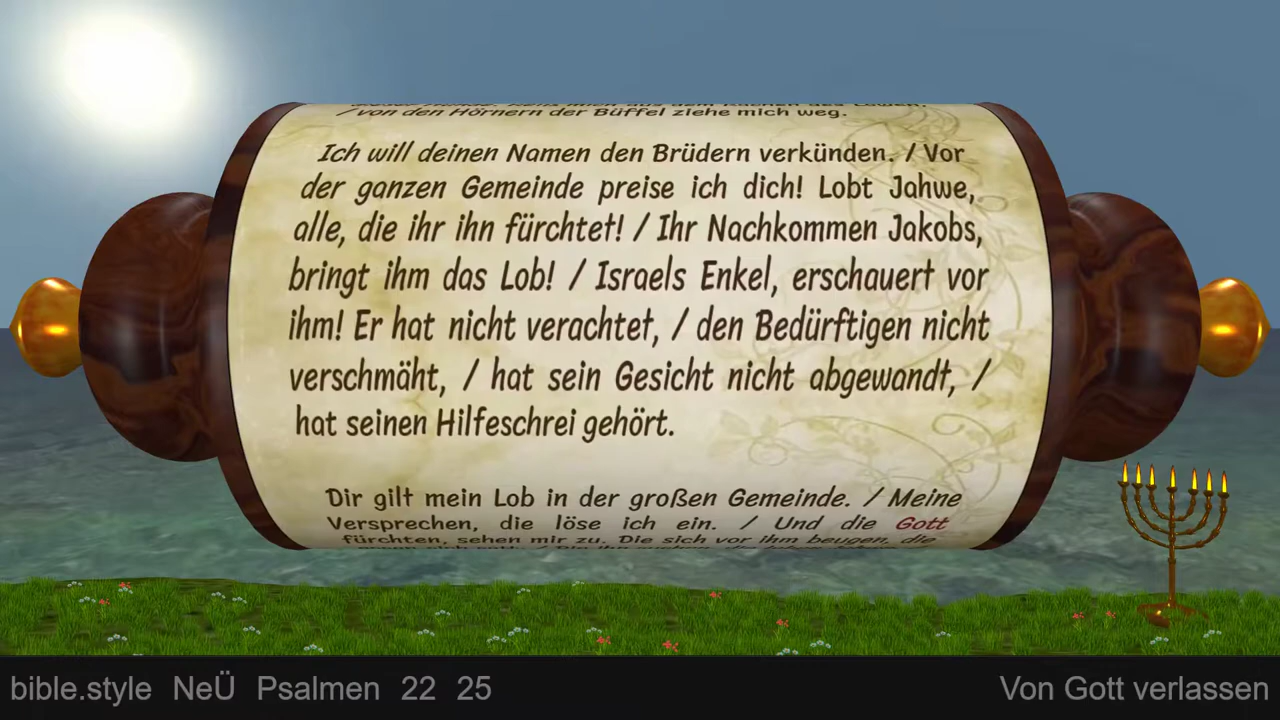 / von den Hörnern der Büffel ziehe mich weg.
Ich will deinen Namen den Brüdern verkünden. / Vor
der ganzen Gemeinde preise ich dich! Lobt Jahwe,
alle, die ihr ihn fürchtet! / Ihr Nachkommen Jakobs,
bringt ihm das Lob! / Israels Enkel, erschauert vor
ihm! Er hat nicht verachtet, / den Bedürftigen nicht
verschmäht, / hat sein Gesicht nicht abgewandt, /
hat seinen Hilfeschrei gehört.
Dir gilt mein Lob in der großen Gemeinde. / Meine
Versprechen, die löse ich ein. / Und die Gott
fürchten, sehen mir zu. Die sich vor ihm beugen, die
bible.style NeÜ Psalmen 22 25
Von Gott verlassen